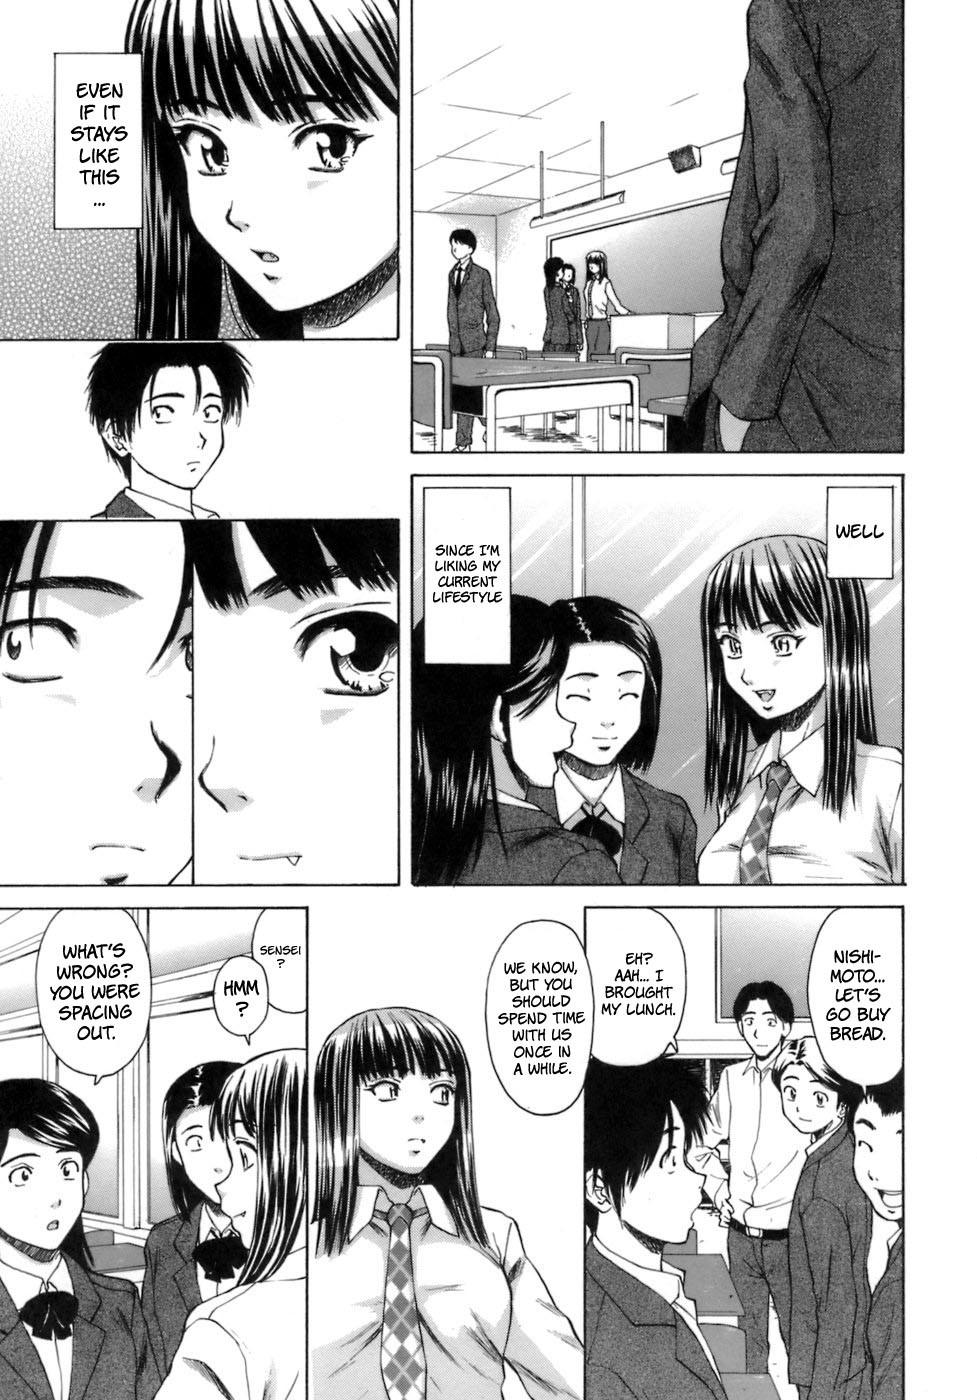 WELL
SINCE I'M
LIKING MY
CURRENT
LIFESTYLE
EVEN
IF IT
STAYS
LIKE
THIS
...
NISHI-
MOTO...
LET'S
GO BUY
BREAD.
EH?
AAH... I
BROUGHT
MY LUNCH.
WE KNOW,
BUT YOU
SHOULD
SPEND TIME
WITH US
ONCE IN
A WHILE.
SENSEI
?
HMM
?
WHAT'S
WRONG?
YOU WERE
SPACING
OUT.